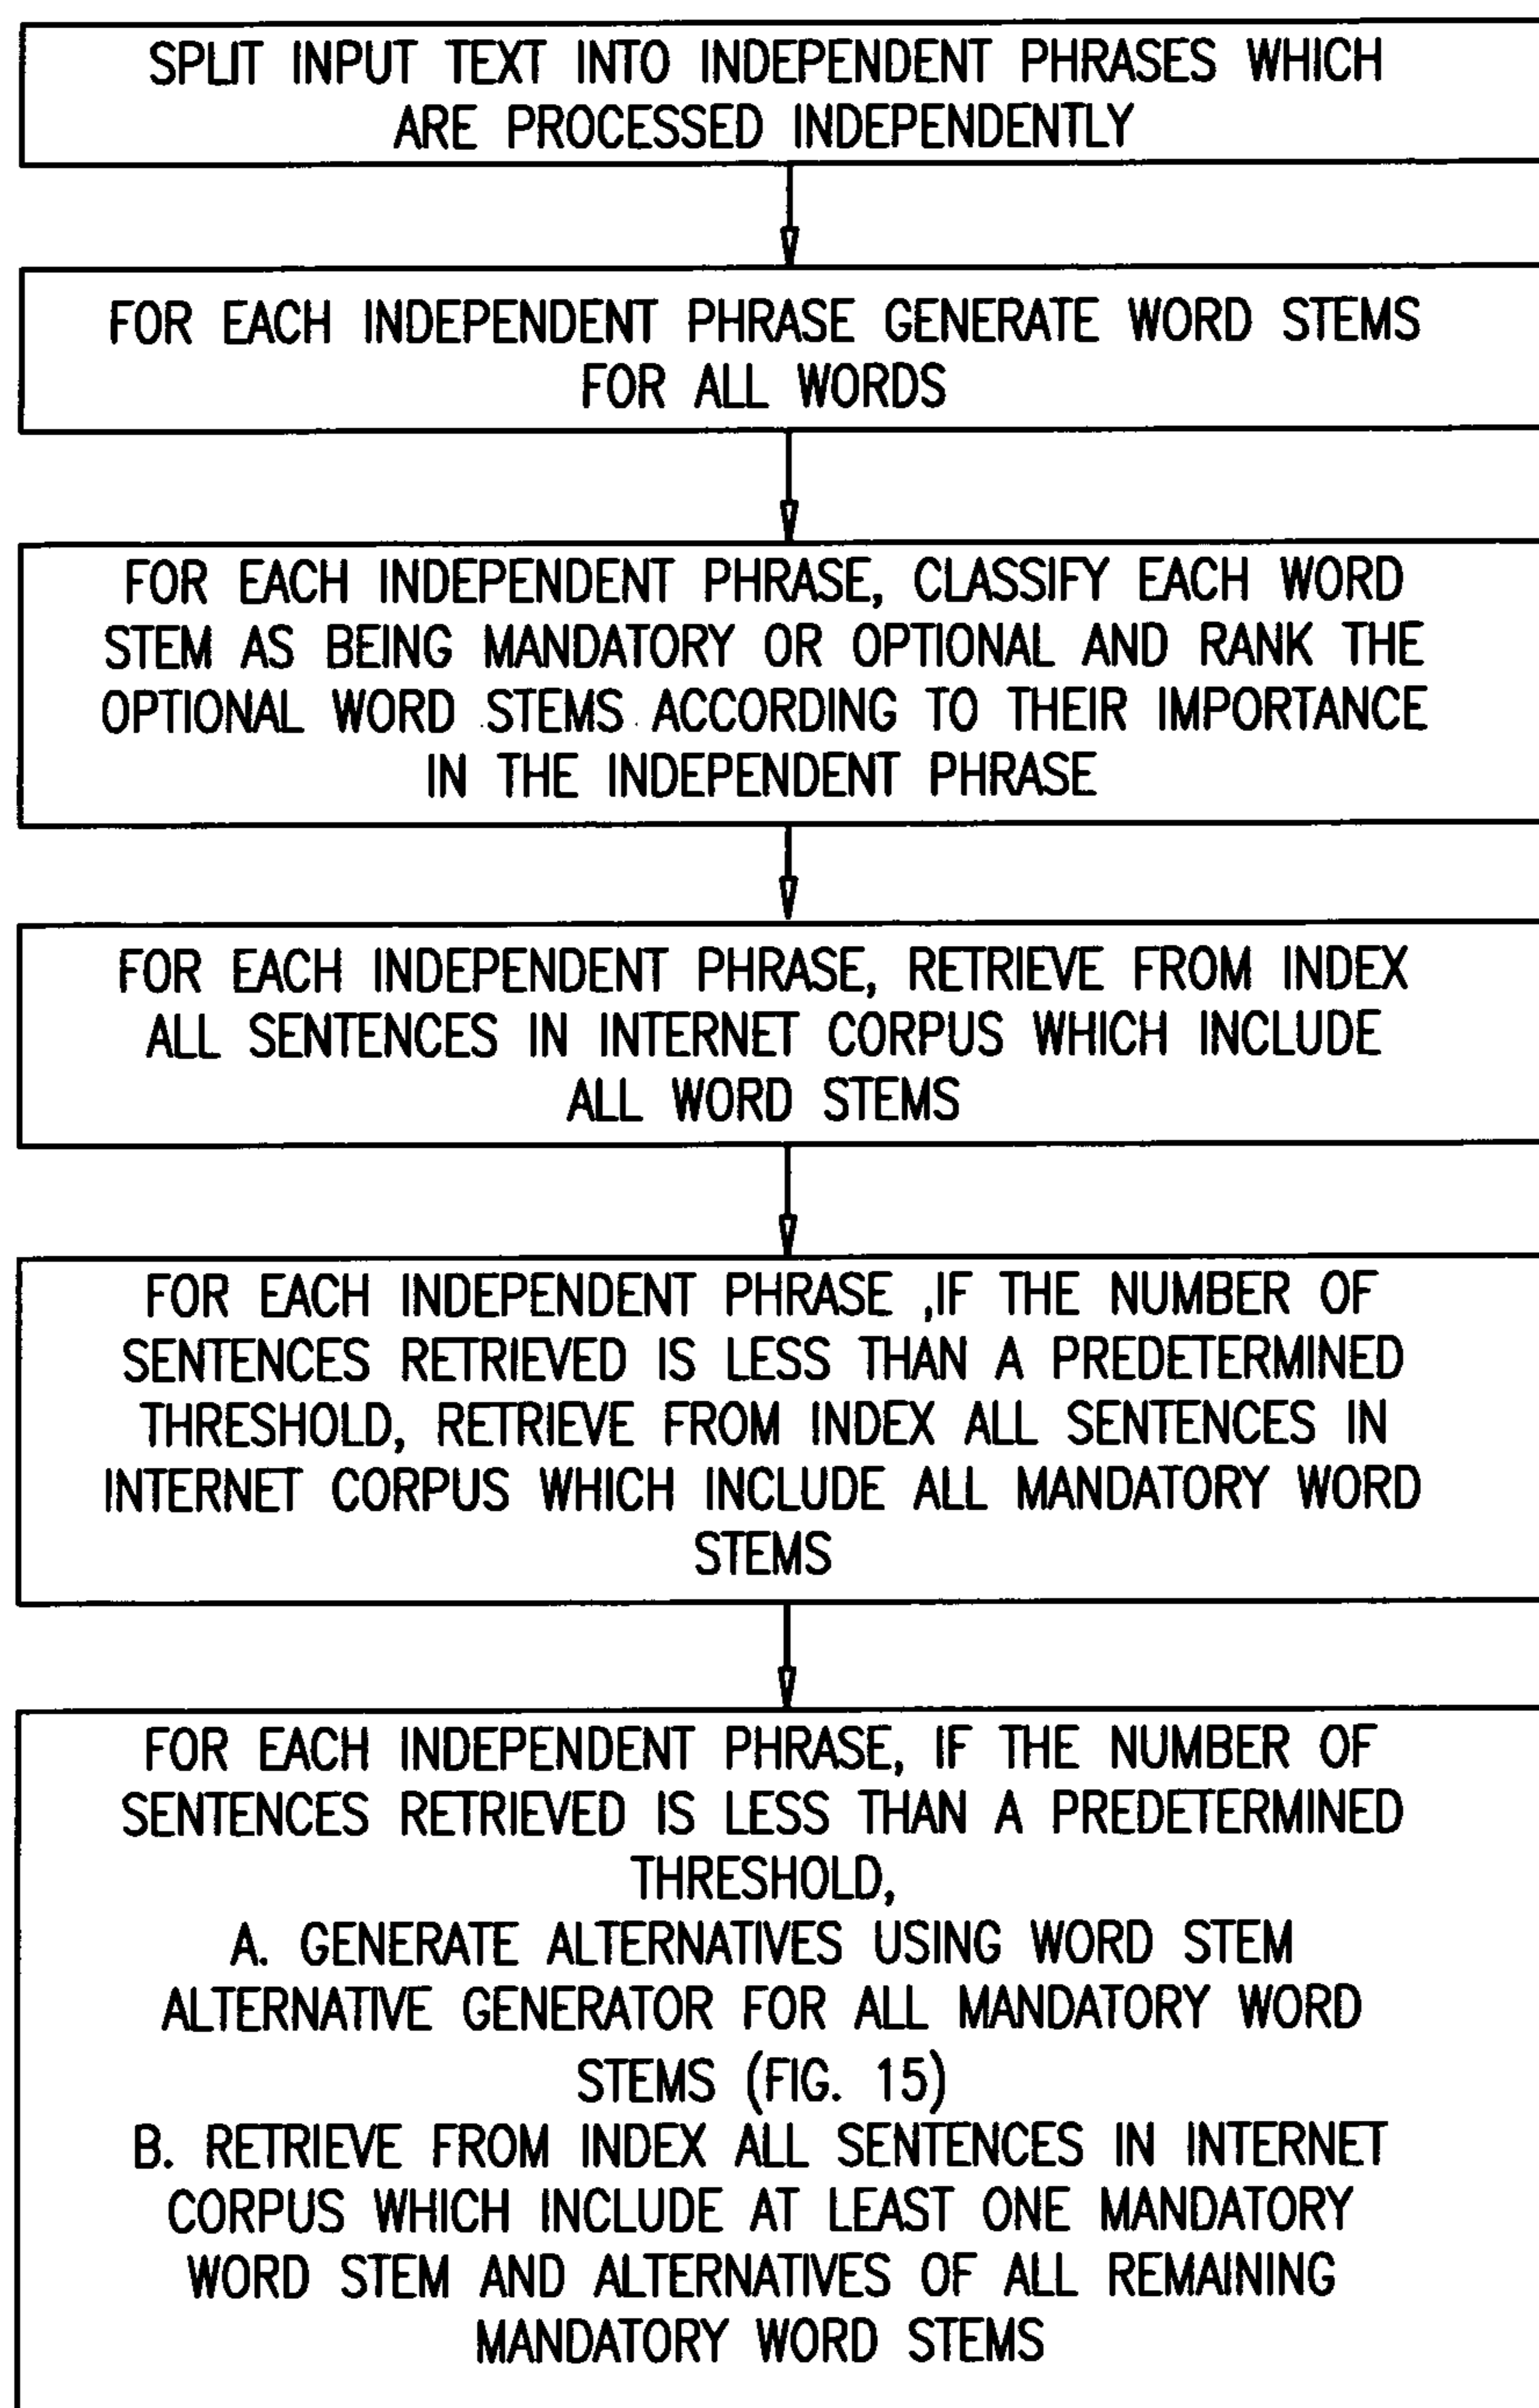 SPLIT INPUT TEXT INTO INDEPENDENT PHRASES WHICH
ARE PROCESSED INDEPENDENTLY
FOR EACH INDEPENDENT PHRASE GENERATE WORD STEMS
FOR ALL WORDS
FOR EACH INDEPENDENT PHRASE, CLASSIFY EACH WORD
STEM AS BEING MANDATORY OR OPTIONAL AND RANK THE
OPTIONAL WORD STEMS ACCORDING TO THEIR IMPORTANCE
IN THE INDEPENDENT PHRASE
FOR EACH INDEPENDENT PHRASE, RETRIEVE FROM INDEX
ALL SENTENCES IN INTERNET CORPUS WHICH INCLUDE
ALL WORD STEMS
FOR EACH INDEPENDENT PHRASE ,IF THE NUMBER OF
SENTENCES RETRIEVED IS LESS THAN A PREDETERMINED
THRESHOLD, RETRIEVE FROM INDEX ALL SENTENCES IN
INTERNET CORPUS WHICH INCLUDE ALL MANDATORY WORD
STEMS
FOR EACH INDEPENDENT PHRASE, IF THE NUMBER OF
SENTENCES RETRIEVED IS LESS THAN A PREDETERMINED
THRESHOLD,
A. GENERATE ALTERNATIVES USING WORD STEM
ALTERNATIVE GENERATOR FOR ALL MANDATORY WORD
STEMS (FIG. 15)
B. RETRIEVE FROM INDEX ALL SENTENCES IN INTERNET
CORPUS WHICH INCLUDE AT LEAST ONE MANDATORY
WORD STEM AND ALTERNATIVES OF ALL REMAINING
MANDATORY WORD STEMS